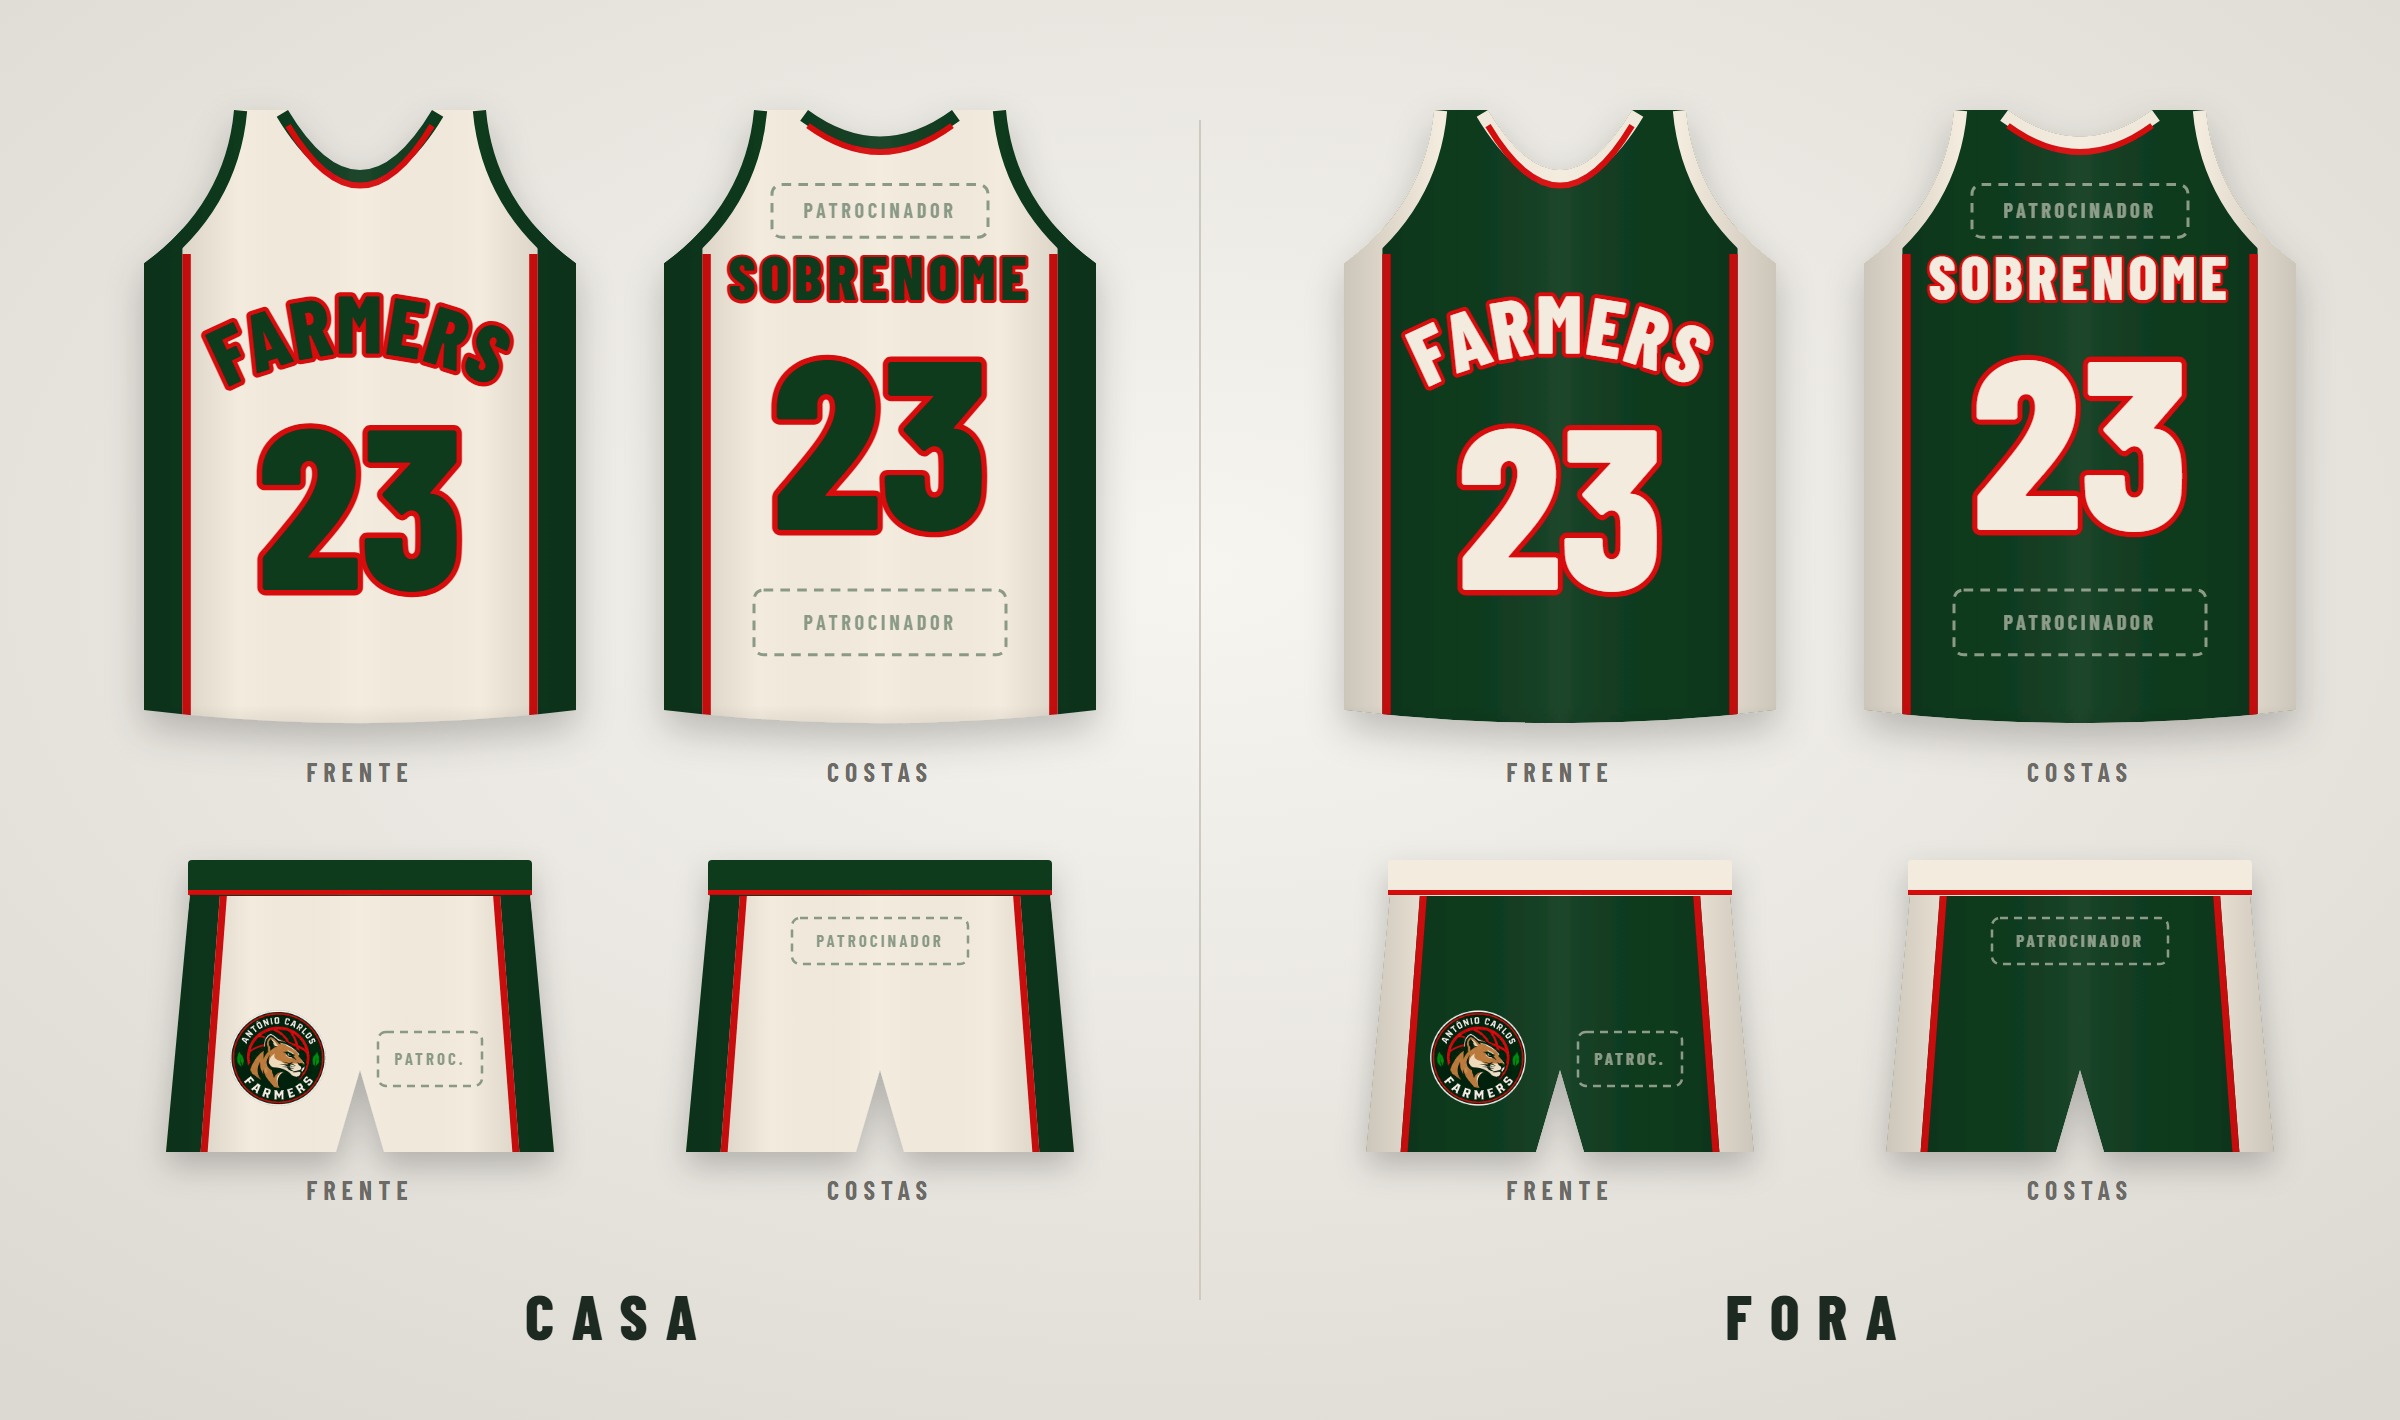 PATROCINADOR
SOBRENOME
FARMERS
23
23
PATROCINADOR
FRENTE
COSTAS
PATROCINADOR
SOBRENOME
FARMERS
23
23
PATROCINADOR
FRENTE
COSTAS
PATROCINADOR
ANTÔNIO CARLOS
FARMERS
PATROC.
FRENTE
COSTAS
PATROCINADOR
ANTÔNIO CARLOS
FARMERS
PATROC.
FRENTE
COSTAS
CASA
FORA